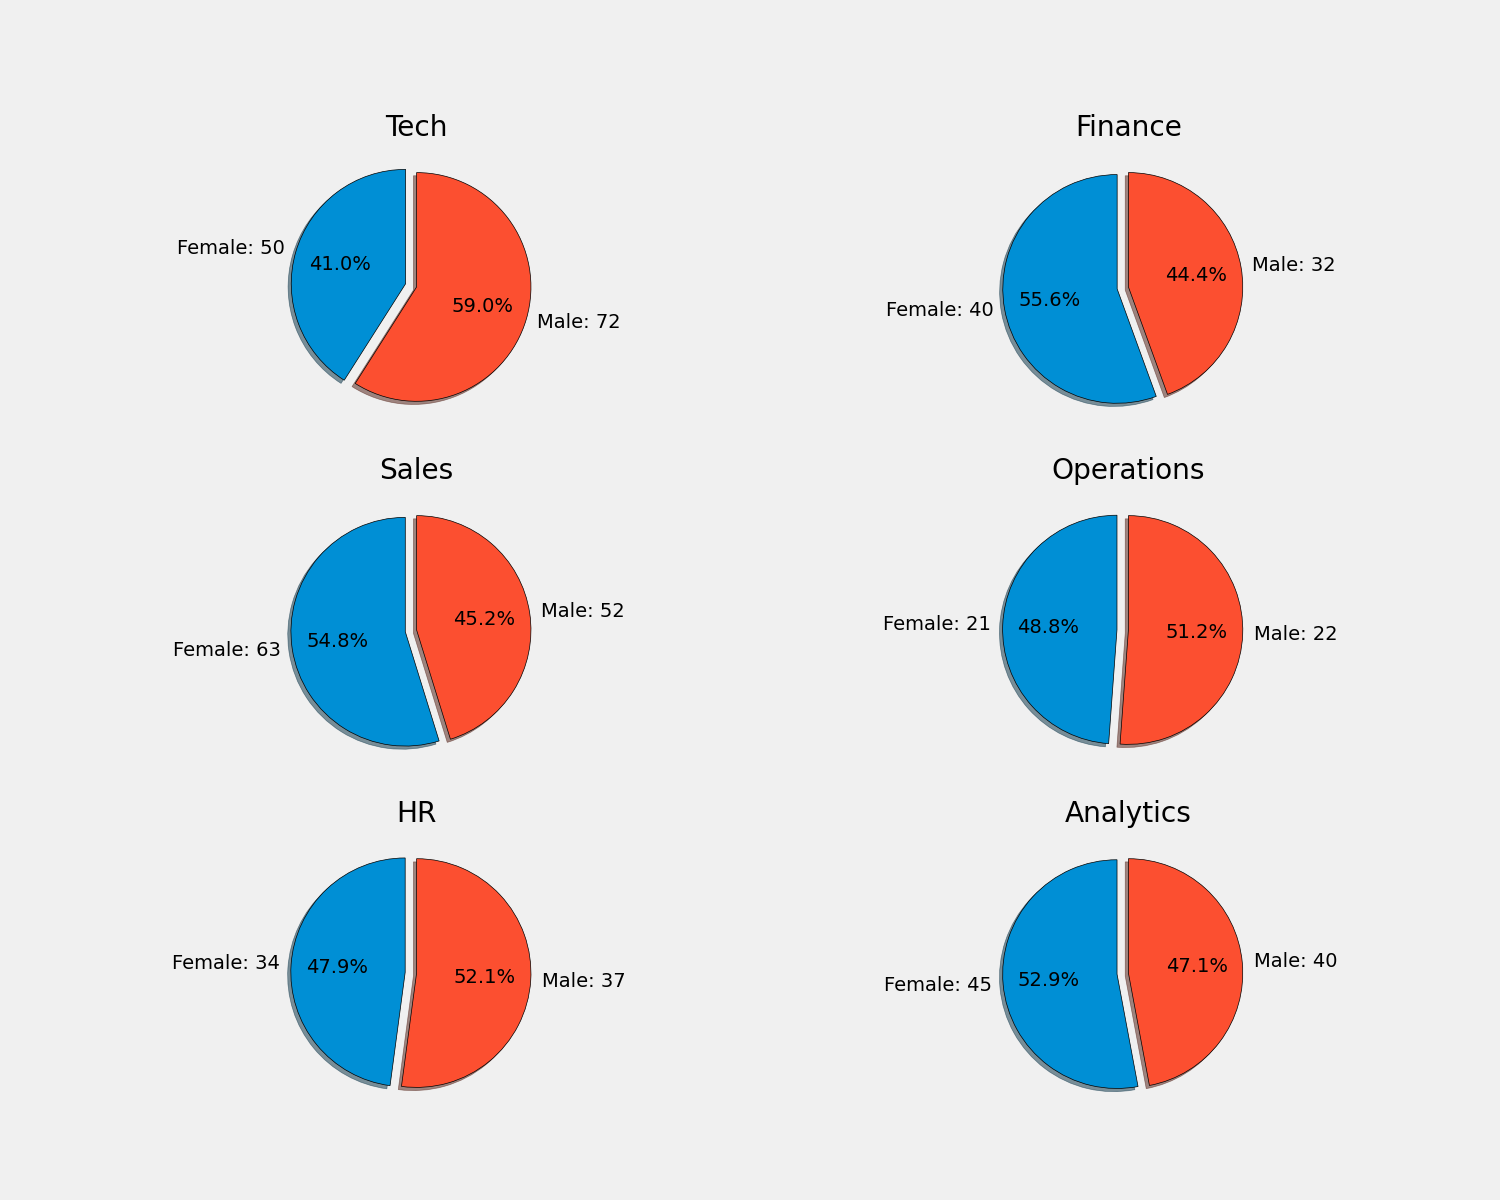 Tech
Female: 50
41.0%
59.0%
Male: 72
Finance
Female: 40
55.6%
44.4%
Male: 32
Sales
Female: 63
54.8%
45.2%
Male: 52
Operations
Female: 21
48.8%
51.2%
Male: 22
HR
Female: 34
47.9%
52.1%
Male: 37
Analytics
Female: 45
52.9%
47.1%
Male: 40